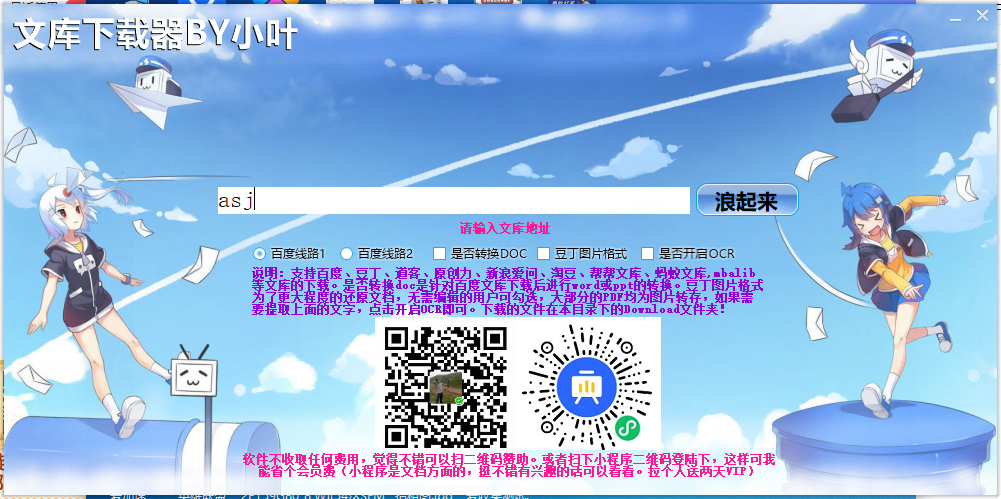 文库下载器BY小叶
asj
浪起来
请输入文库地址
百度线路1 百度线路2 是否转换DOC 豆丁图片格式 是否开启OCR
说明：支持百度、豆丁、道客、原创力、新浪爱问、淘豆、帮帮文库、蚂蚁文库,mbalib
等文库的下载。是否转换doc是针对百度文库下载后进行word或ppt的转换。豆丁图片格式
为了更大程度的还原文档，无需编辑的用户可勾选，大部分的PDF均为图片转存，如果需
要提取上面的文字，点击开启OCR即可。下载的文件在本目录下的Download文件夹！
软件不收取任何费用，觉得不错可以扫二维码赞助。或者扫下小程序二维码登陆下，这样可我
能省个会员费（小程序是文档方面的，挺不错有兴趣的话可以看看。拉个人送两天VIP）